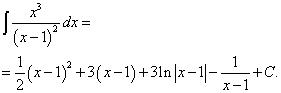 ∫ x³/(x−1)² dx =
= 1/2 (x−1)² + 3(x−1) + 3ln|x−1| − 1/(x−1) + C.